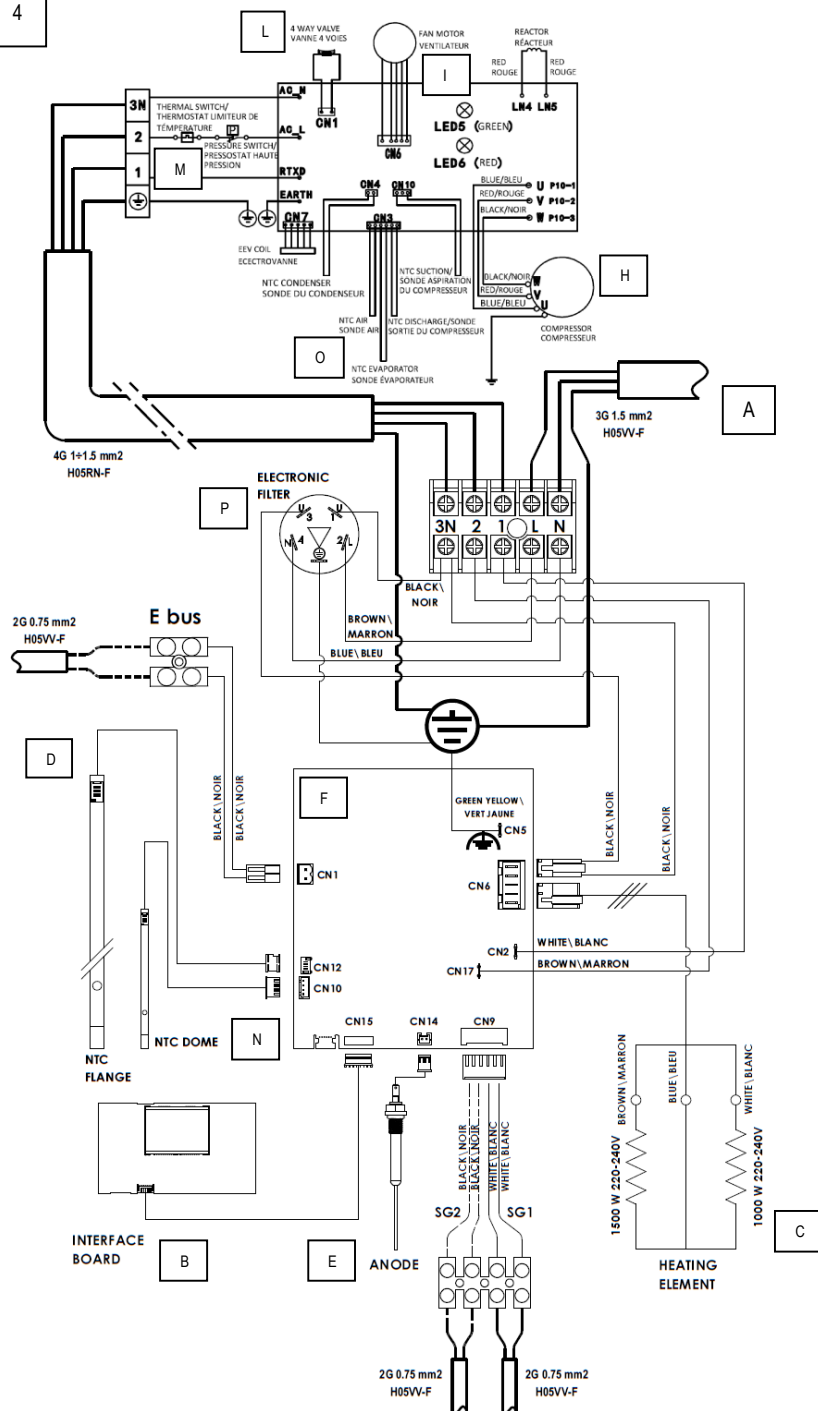 4
L
4 WAY VALVE
VANNE 4 VOIES
FAN MOTOR
VENTILATEUR
I
REACTOR
RÉACTEUR
RED
ROUGE
RED
ROUGE
LN4 LN5
3N
2
1
AC_N
AC_L
RTXD
EARTH
THERMAL SWITCH/
THERMOSTAT LIMITEUR DE
TÉMPÉRATURE
P
PRESSURE SWITCH/
PRESSOSTAT HAUTE
PRESSION
M
CN1
CN6
LED5 (GREEN)
LED6 (RED)
BLUE/BLEU
U P10-1
RED/ROUGE
V P10-2
BLACK/NOIR
W P10-3
CN4
CN10
CN7
CN3
EEV COIL
ECECTROVANNE
NTC CONDENSER
SONDE DU CONDENSEUR
NTC SUCTION/
SONDE ASPIRATION
DU COMPRESSEUR
NTC AIR
SONDE AIR
NTC DISCHARGE/SONDE
SORTIE DU COMPRESSEUR
NTC EVAPORATOR
SONDE ÉVAPORATEUR
O
BLACK/NOIR
RED/ROUGE
BLUE/BLEU
W
V
U
COMPRESSOR
COMPRESSEUR
H
3G 1.5 mm2
H05VV-F
A
4G 1÷1.5 mm2
H05RN-F
ELECTRONIC
FILTER
P
U
3
U
1
N
4
2
L
3N 2 1 L N
BLACK\
NOIR
BROWN\
MARRON
BLUE\BLEU
2G 0.75 mm2
H05VV-F
E bus
D
BLACK\NOIR
BLACK\NOIR
F
GREEN YELLOW\
VERT JAUNE
CN5
CN1
CN6
BLACK\NOIR
BLACK\NOIR
CN2
WHITE\BLANC
CN17
BROWN\MARRON
CN12
CN10
CN15
CN14
CN9
NTC
FLANGE
NTC DOME
N
INTERFACE
BOARD
B
E
ANODE
BLACK\NOIR
BLACK\NOIR
WHITE\BLANC
WHITE\BLANC
SG2
SG1
BROWN\MARRON
BLUE\BLEU
WHITE\BLANC
1500 W 220-240V
1000 W 220-240V
HEATING
ELEMENT
C
2G 0.75 mm2
H05VV-F
2G 0.75 mm2
H05VV-F